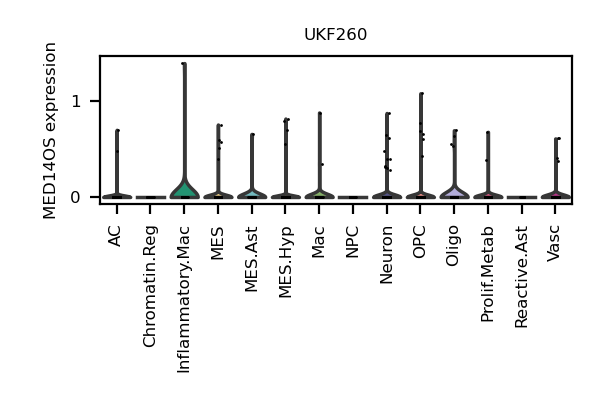 UKF260
MED14OS expression
1
0
AC
Chromatin.Reg
Inflammatory.Mac
MES
MES.Ast
MES.Hyp
Mac
NPC
Neuron
OPC
Oligo
Prolif.Metab
Reactive.Ast
Vasc